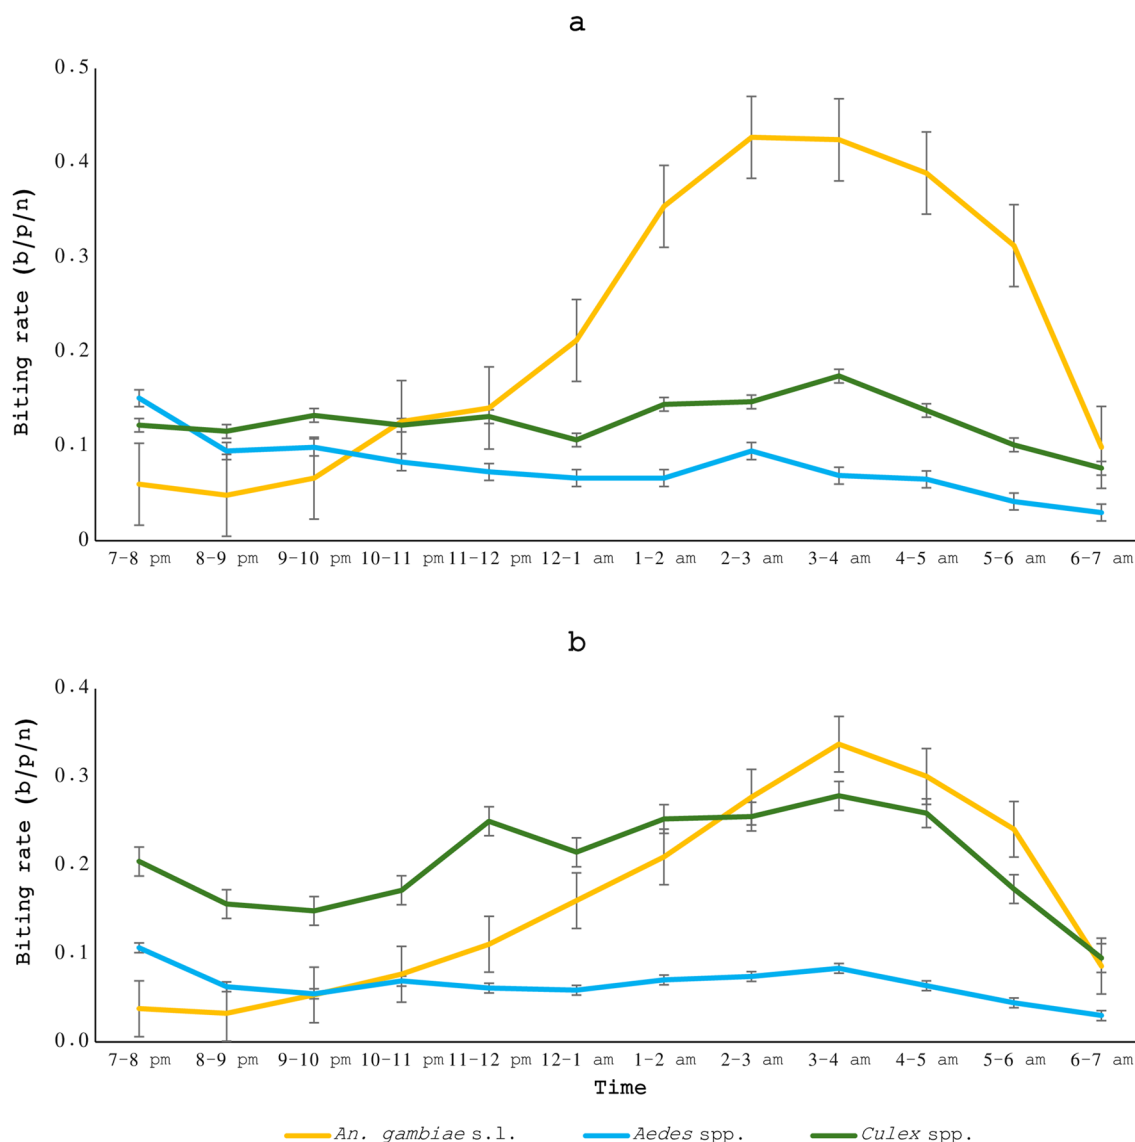 a
Biting rate (b/p/n)
0.5
0.4
0.3
0.2
0.1
0
7-8 pm 8-9 pm 9-10 pm 10-11 pm 11-12 pm 12-1 am 1-2 am 2-3 am 3-4 am 4-5 am 5-6 am 6-7 am
b
Biting rate (b/p/n)
0.4
0.3
0.2
0.1
0.0
7-8 pm 8-9 pm 9-10 pm 10-11 pm 11-12 pm 12-1 am 1-2 am 2-3 am 3-4 am 4-5 am 5-6 am 6-7 am
Time
An. gambiae s.l. Aedes spp. Culex spp.